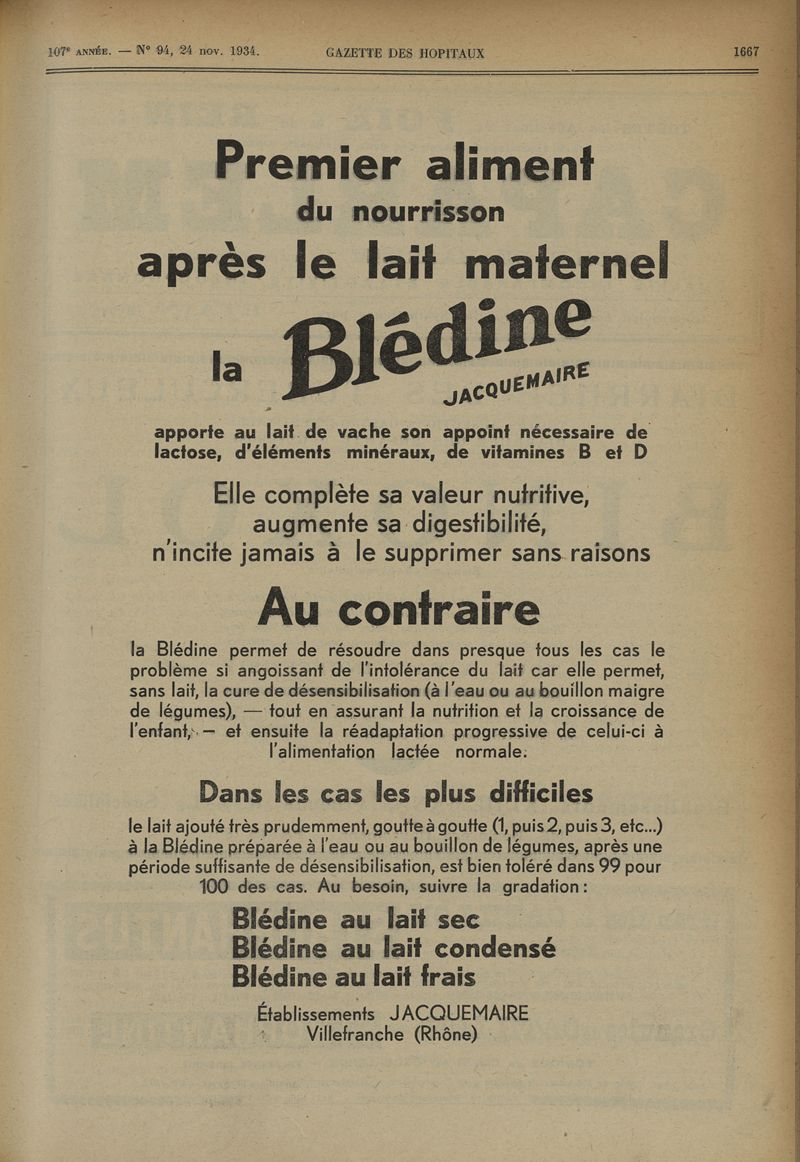 107e ANNÉE. — N° 94, 24 nov. 1934.
GAZETTE DES HOPITAUX
1667
Premier aliment
du nourrisson
après le lait maternel
la Blédine
JACQUEMAIRE
apporte au lait de vache son appoint nécessaire de
lactose, d'éléments minéraux, de vitamines B et D
Elle complète sa valeur nutritive,
augmente sa digestibilité,
n'incite jamais à le supprimer sans raisons
Au contraire
la Blédine permet de résoudre dans presque tous les cas le
problème si angoissant de l'intolérance du lait car elle permet,
sans lait, la cure de désensibilisation (à l'eau ou au bouillon maigre
de légumes), — tout en assurant la nutrition et la croissance de
l'enfant, — et ensuite la réadaptation progressive de celui-ci à
l'alimentation lactée normale.
Dans les cas les plus difficiles
le lait ajouté très prudemment, goutte à goutte (1, puis 2, puis 3, etc...)
à la Blédine préparée à l'eau ou au bouillon de légumes, après une
période suffisante de désensibilisation, est bien toléré dans 99 pour
100 des cas. Au besoin, suivre la gradation :
Blédine au lait sec
Blédine au lait condensé
Blédine au lait frais
Établissements JACQUEMAIRE
Villefranche (Rhône)